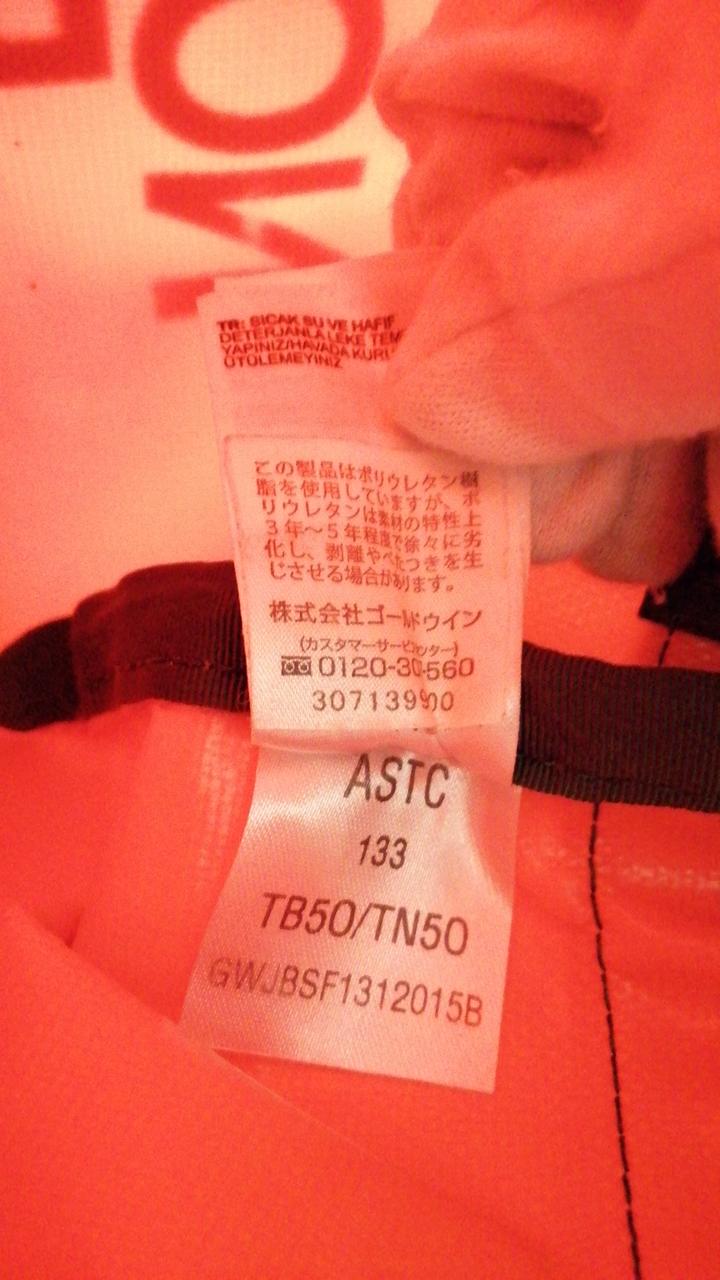 TR: SICAK SU VE HAFIF
DETERJANLA LEKE TEM
YAPINIZ/HAVADA KURU
ÜTÜLEMEYİNİZ
この製品はポリウレタン樹
脂を使用していますが、ポ
リウレタンは素材の特性上
3年〜5年程度で徐々に劣
化し、剥離やべたつきを生
じさせる場合があります。
株式会社ゴールドウイン
(カスタマーサービスセンター)
0120-30-560
30713900
ASTC
133
TB50/TN50
GWJBSF1312015B